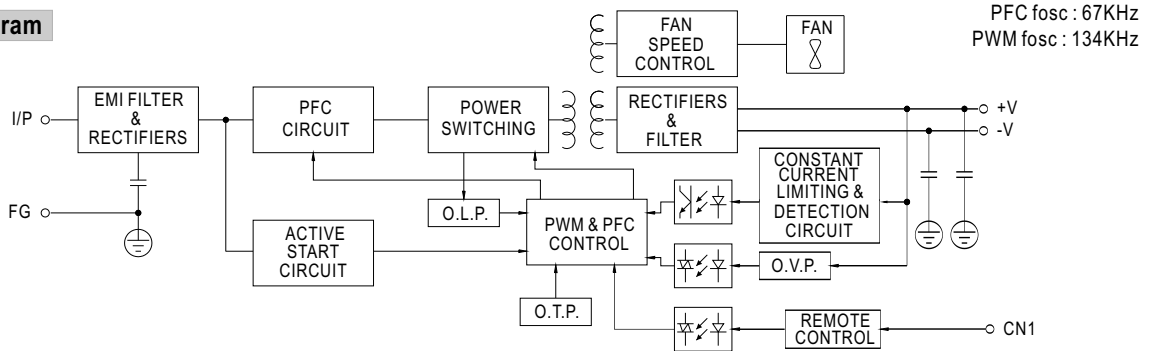 ram
PFC fosc : 67KHz
PWM fosc : 134KHz
FAN
SPEED
CONTROL
FAN
I/P
EMI FILTER
&
RECTIFIERS
PFC
CIRCUIT
POWER
SWITCHING
RECTIFIERS
&
FILTER
+V
-V
FG
ACTIVE
START
CIRCUIT
O.L.P.
PWM & PFC
CONTROL
CONSTANT
CURRENT
LIMITING &
DETECTION
CIRCUIT
O.V.P.
O.T.P.
REMOTE
CONTROL
CN1